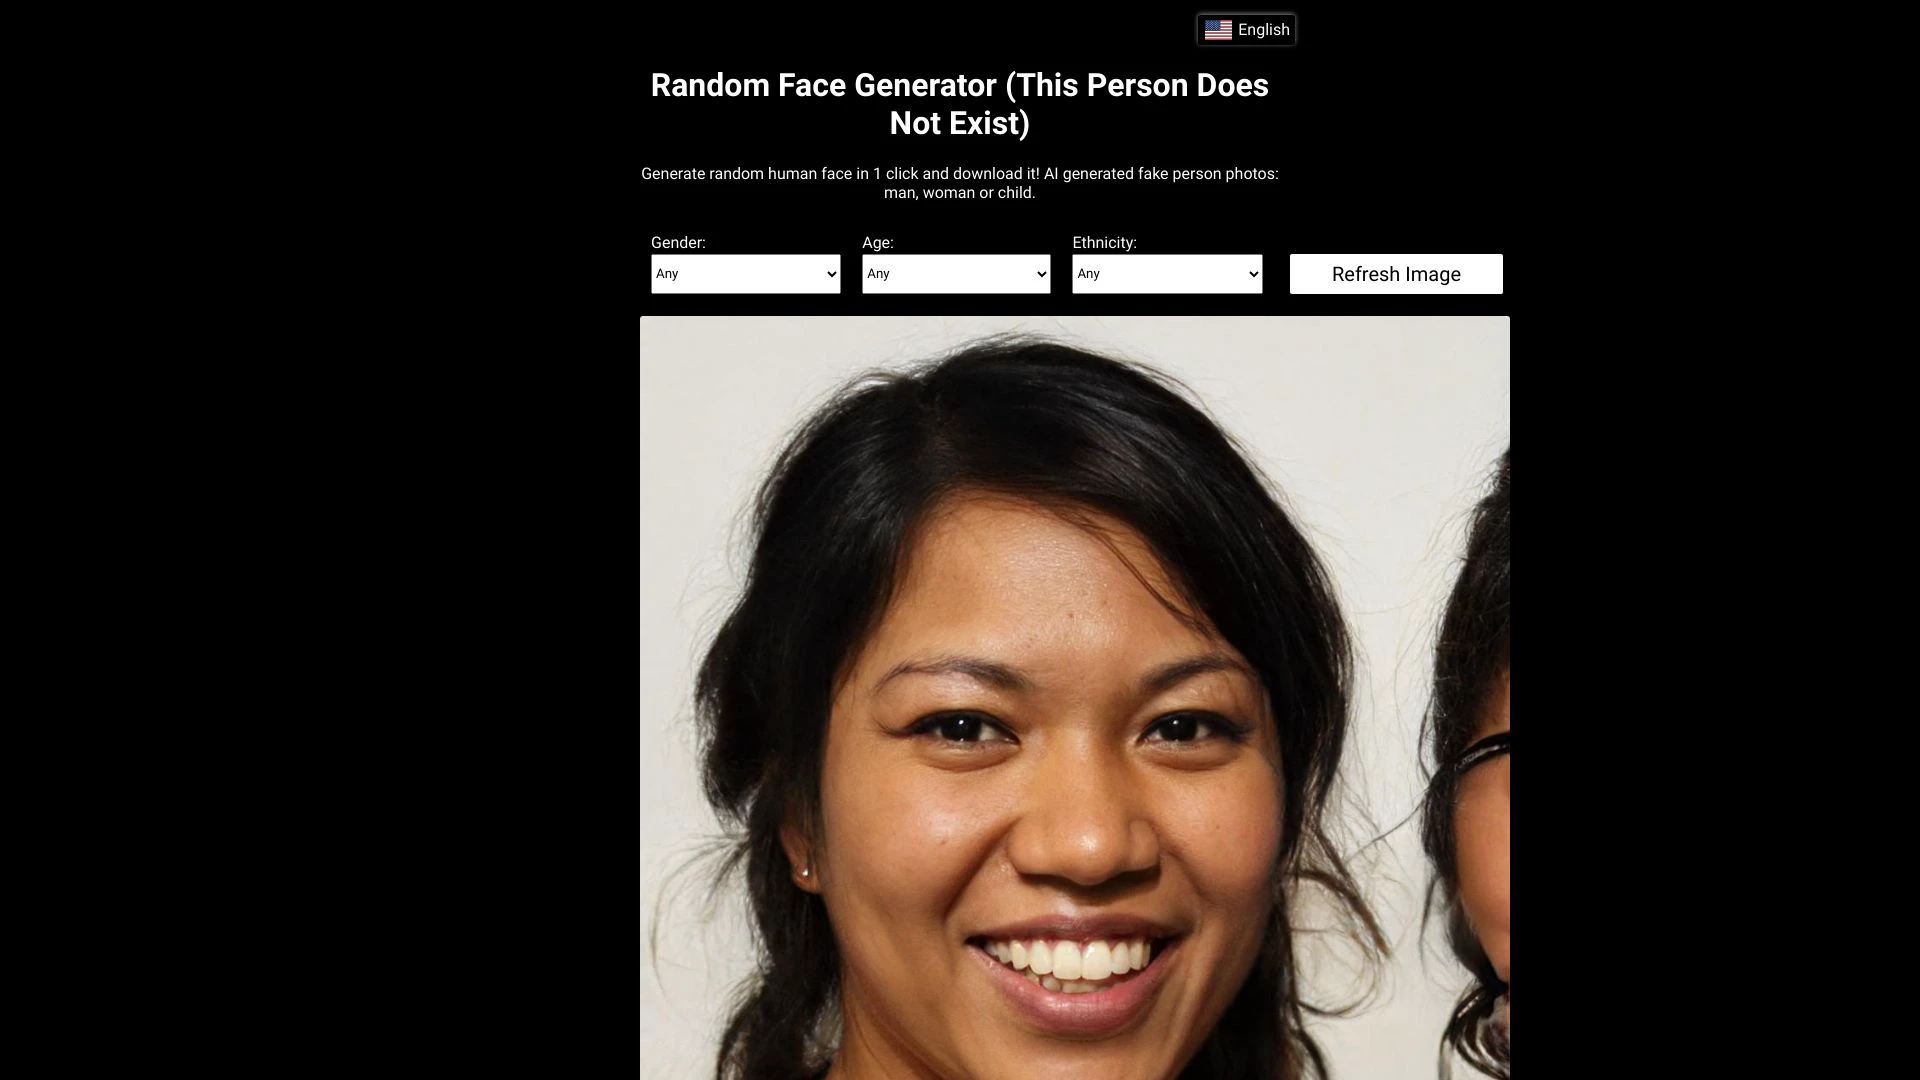 English
Random Face Generator (This Person Does
Not Exist)
Generate random human face in 1 click and download it! AI generated fake person photos:
man, woman or child.
Gender: Age: Ethnicity:
Any Any Any Refresh Image